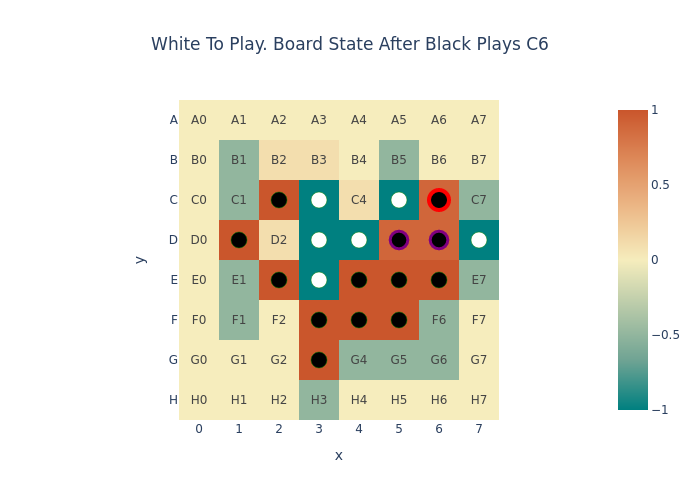 White To Play. Board State After Black Plays C6
A A0 A1 A2 A3 A4 A5 A6 A7
B B0 B1 B2 B3 B4 B5 B6 B7
C C0 C1 C4 C7
D D0 D2
E E0 E1 E7
F F0 F1 F2 F6 F7
G G0 G1 G2 G4 G5 G6 G7
H H0 H1 H2 H3 H4 H5 H6 H7
0 1 2 3 4 5 6 7
x
y
1
0.5
0
−0.5
−1